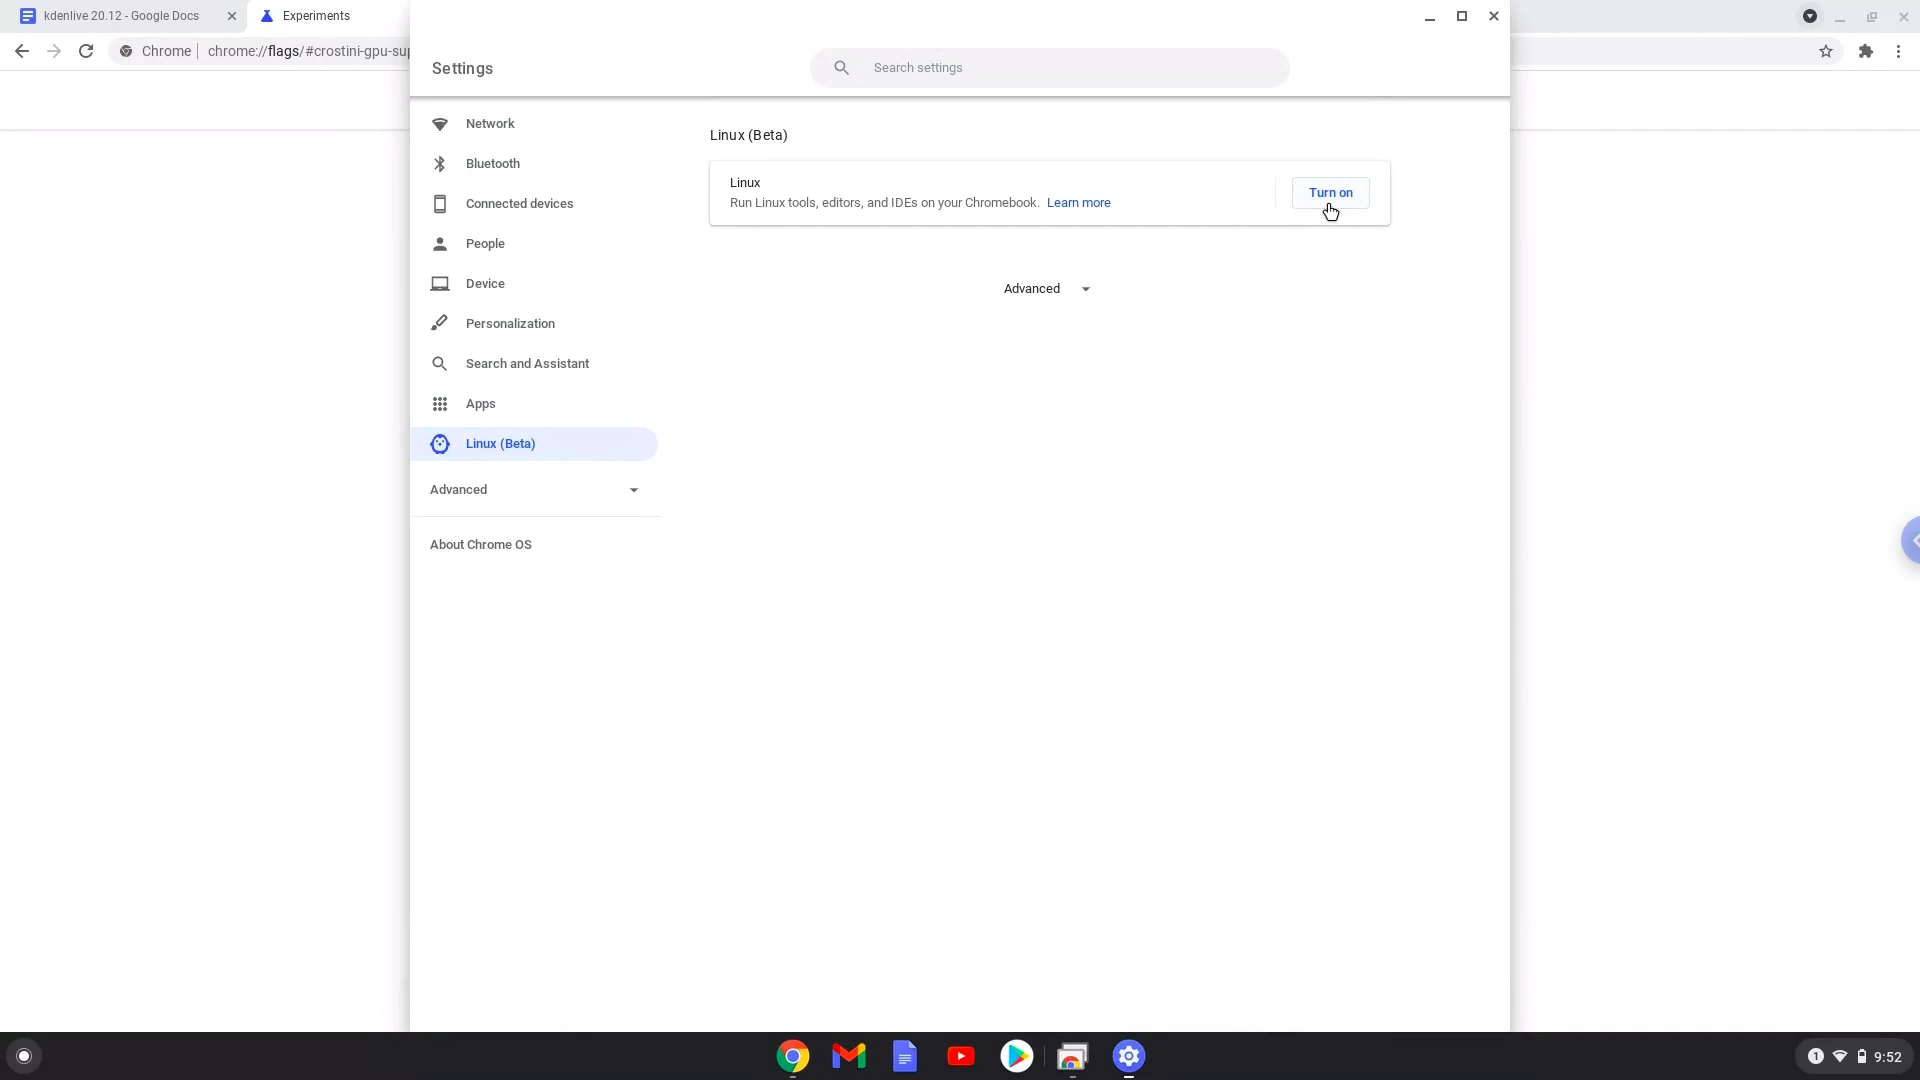 kdenlive 20.12 - Google Docs
Experiments
Chrome
chrome://flags/#crostini-gpu-sup
Settings
Search settings
Network
Bluetooth
Connected devices
People
Device
Personalization
Search and Assistant
Apps
Linux (Beta)
Advanced
About Chrome OS
Linux (Beta)
Linux
Run Linux tools, editors, and IDEs on your Chromebook. Learn more
Turn on
Advanced
1
9:52